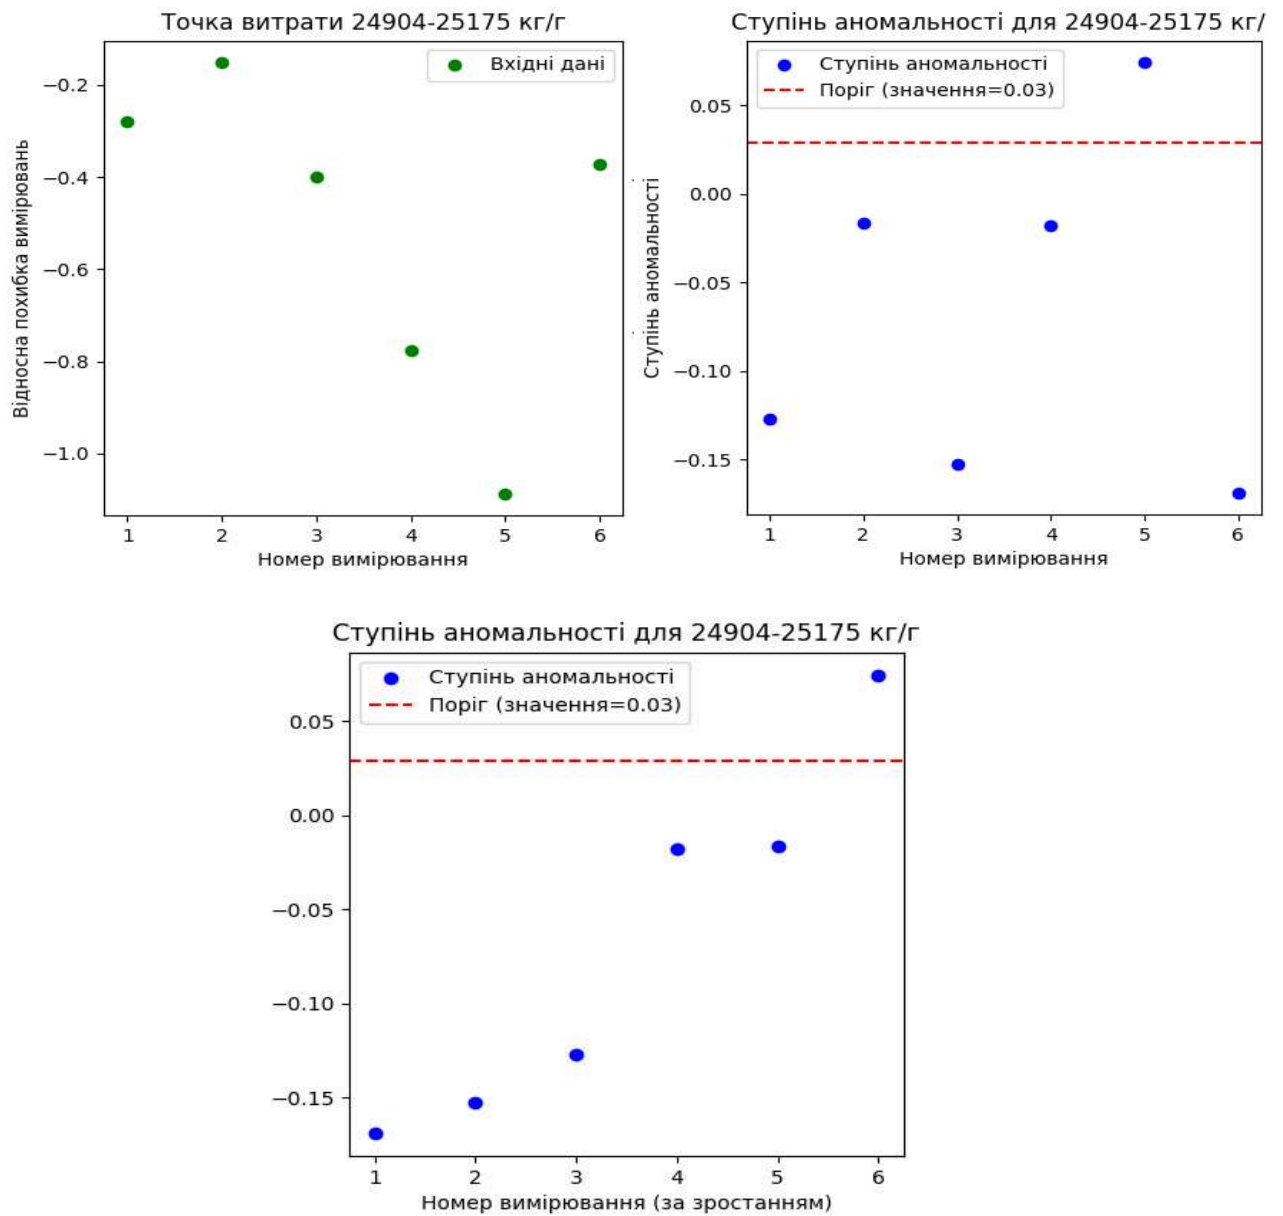 Точка витрати 24904-25175 кг/г
Вхідні дані
−0.2
−0.4
−0.6
−0.8
−1.0
Відносна похибка вимірювань
1 2 3 4 5 6
Номер вимірювання
Ступінь аномальності для 24904-25175 кг/
Ступінь аномальності
Поріг (значення=0.03)
0.05
0.00
−0.05
−0.10
−0.15
Ступінь аномальності
1 2 3 4 5 6
Номер вимірювання
Ступінь аномальності для 24904-25175 кг/г
Ступінь аномальності
Поріг (значення=0.03)
0.05
0.00
−0.05
−0.10
−0.15
1 2 3 4 5 6
Номер вимірювання (за зростанням)